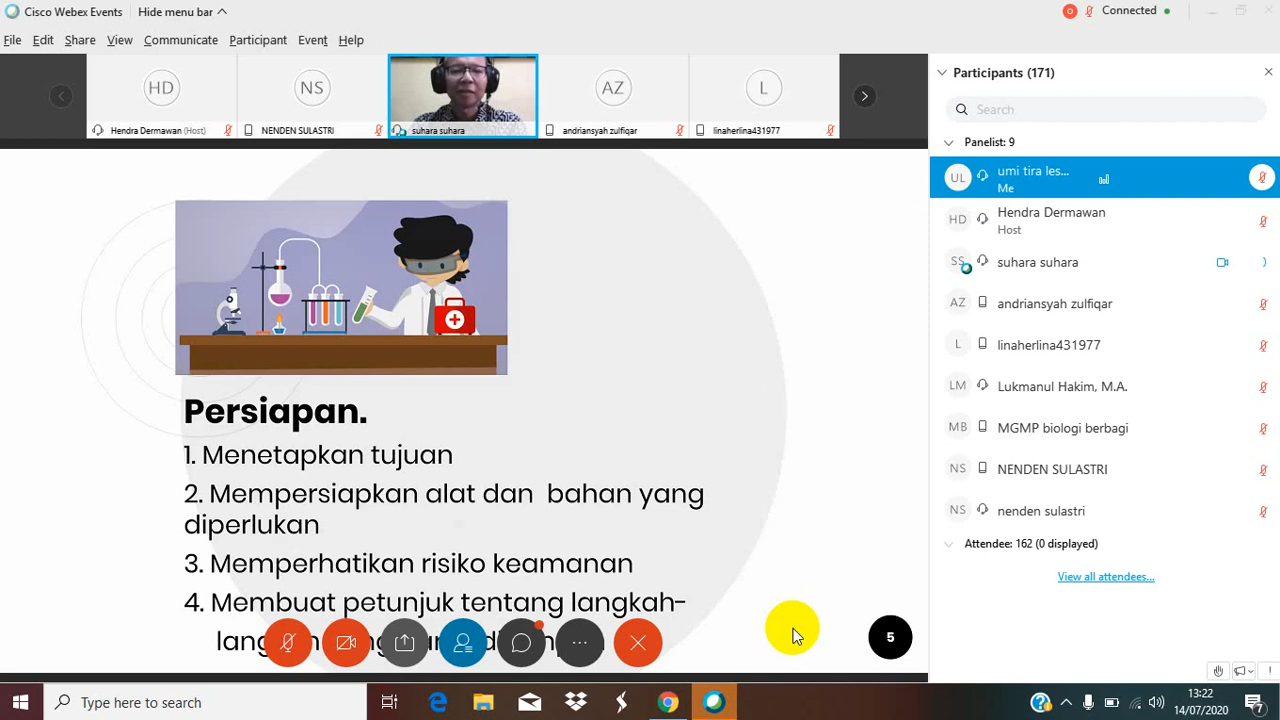 Cisco Webex Events
Hide menu bar
Connected
File Edit Share View Communicate Participant Event Help
HD
NS
AZ
L
Hendra Dermawan (Host)
NENDEN SULASTRI
suhara suhara
andriansyah zulfiqar
linaherlina431977
Persiapan.
1. Menetapkan tujuan
2. Mempersiapkan alat dan bahan yang
diperlukan
3. Memperhatikan risiko keamanan
4. Membuat petunjuk tentang langkah-
5
Participants (171)
Search
Panelist: 9
UL umi tira les...
Me
HD Hendra Dermawan
Host
SS suhara suhara
AZ andriansyah zulfiqar
L linaherlina431977
LM Lukmanul Hakim, M.A.
MB MGMP biologi berbagi
NS NENDEN SULASTRI
NS nenden sulastri
Attendee: 162 (0 displayed)
View all attendees...
Type here to search
13:22
14/07/2020
7